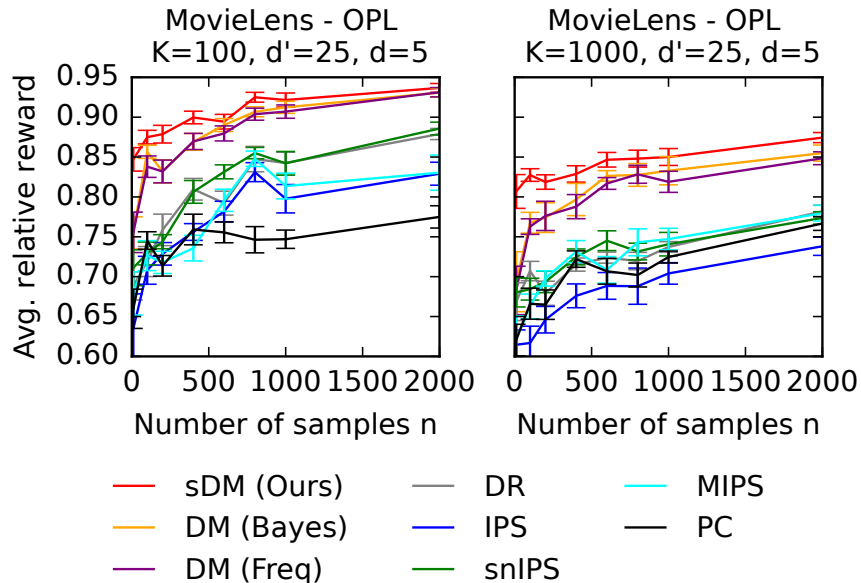 MovieLens - OPL
K=100, d'=25, d=5
MovieLens - OPL
K=1000, d'=25, d=5
Avg. relative reward
0.95
0.90
0.85
0.80
0.75
0.70
0.65
0.60
0 500 1000 1500 2000
0 500 1000 1500 2000
Number of samples n
Number of samples n
sDM (Ours)
DM (Bayes)
DM (Freq)
DR
IPS
snIPS
MIPS
PC